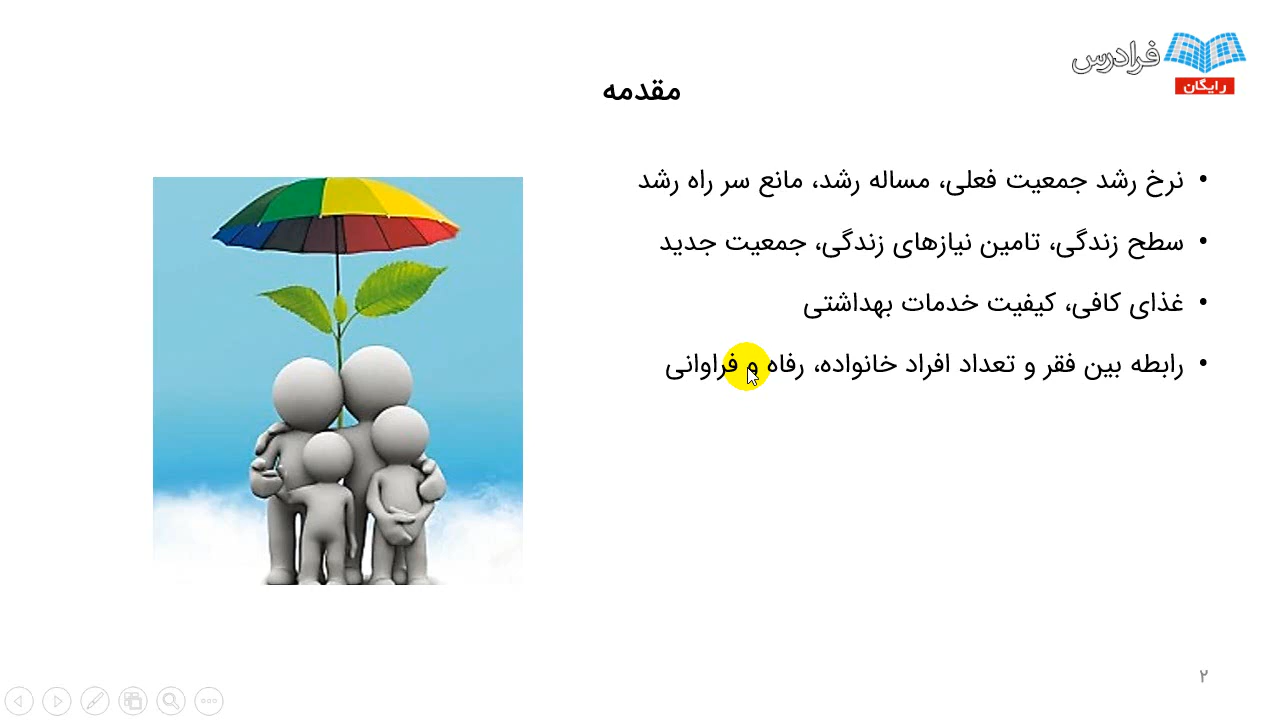 فرادرس
رایگان
مقدمه
• نرخ رشد جمعیت فعلی، مساله رشد، مانع سر راه رشد
• سطح زندگی، تامین نیازهای زندگی، جمعیت جدید
• غذای کافی، کیفیت خدمات بهداشتی
• رابطه بین فقر و تعداد افراد خانواده، رفاه و فراوانی
۲